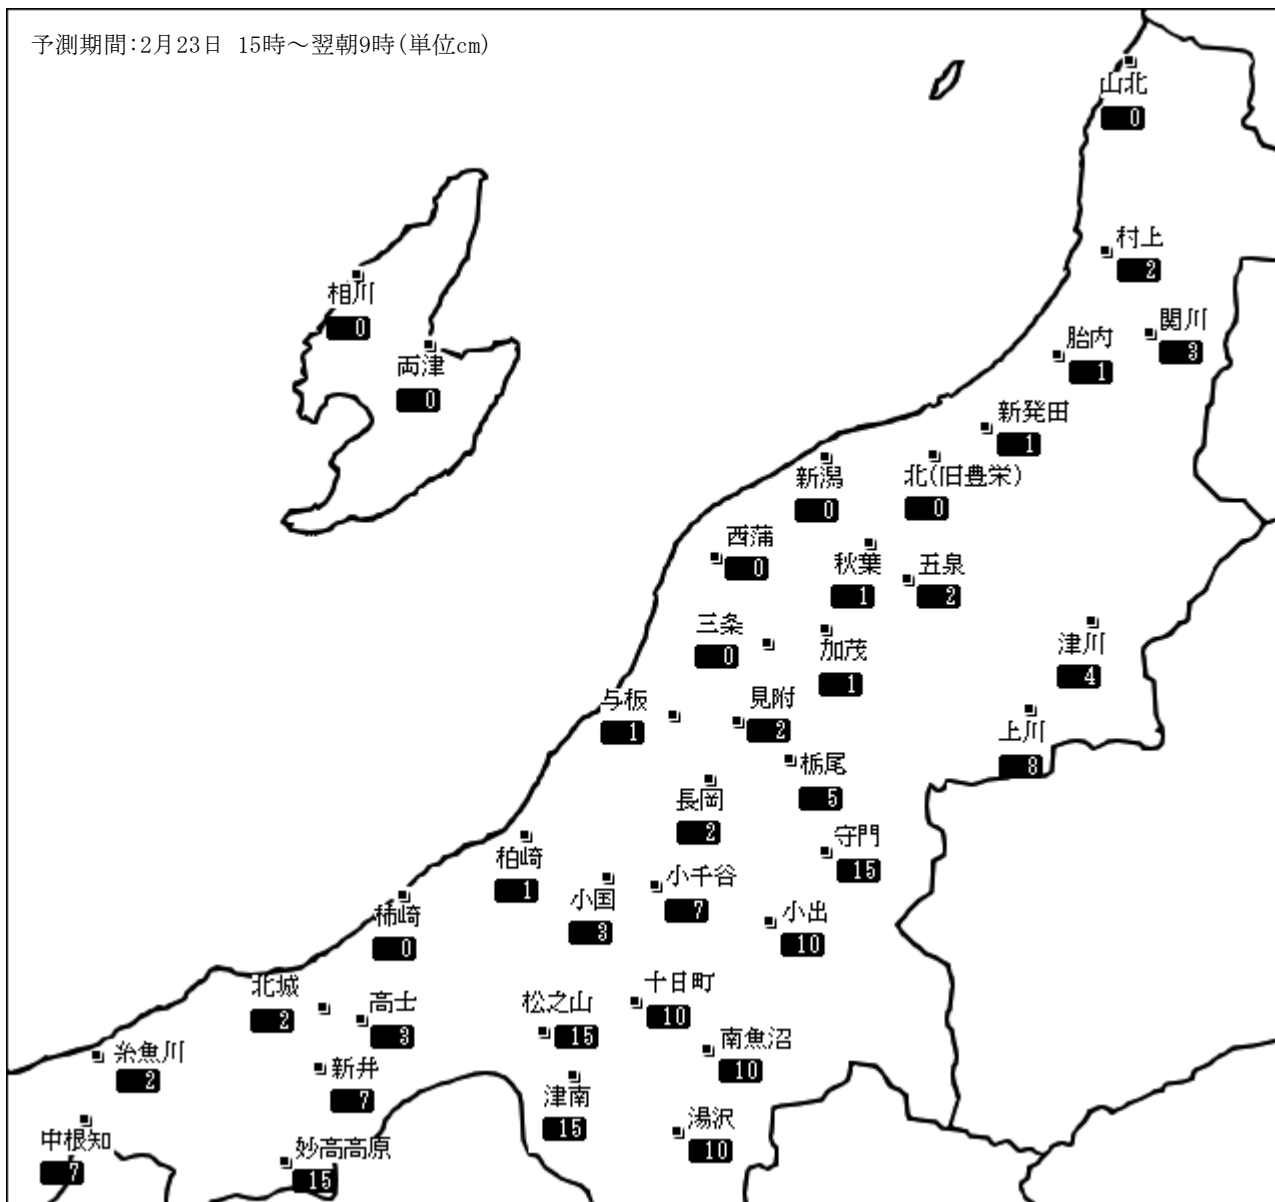 予測期間:2月23日 15時～翌朝9時(単位cm)
山北
0
村上
2
相川
0
関川
3
胎内
1
両津
0
新発田
1
新潟
0
北(旧豊栄)
0
西蒲
0
秋葉
1
五泉
2
三条
0
加茂
1
津川
4
与板
1
見附
2
上川
8
栃尾
5
長岡
2
守門
15
柏崎
1
小国
3
小千谷
7
小出
10
柿崎
0
北城
2
高士
3
松之山
15
十日町
10
南魚沼
10
糸魚川
2
新井
7
津南
15
湯沢
10
中根知
7
妙高高原
15